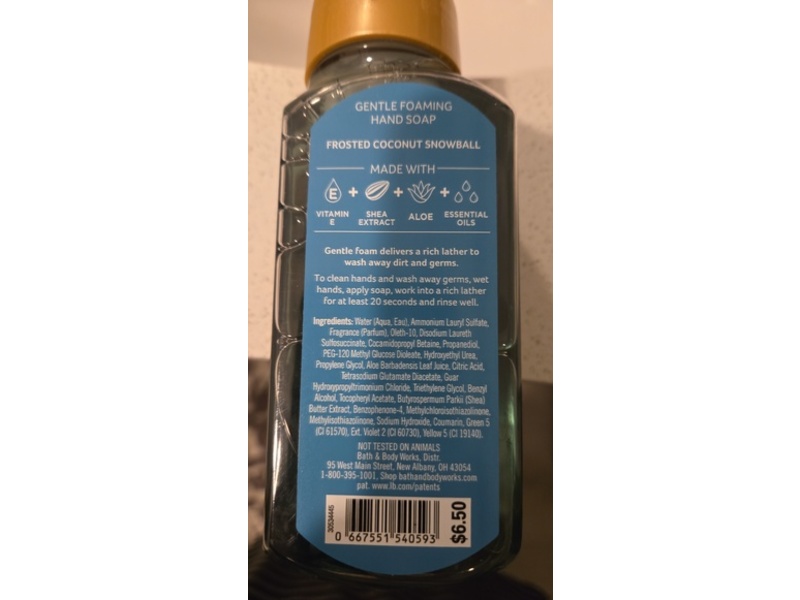 GENTLE FOAMING
HAND SOAP
FROSTED COCONUT SNOWBALL
MADE WITH
E + + +
VITAMIN E SHEA EXTRACT ALOE ESSENTIAL OILS
Gentle foam delivers a rich lather to
wash away dirt and germs.
To clean hands and wash away germs, wet
hands, apply soap, work into a rich lather
for at least 20 seconds and rinse well.
Ingredients: Water (Aqua, Eau), Ammonium Lauryl Sulfate,
Fragrance (Parfum), Oleth-10, Disodium Laureth
Sulfosuccinate, Cocamidopropyl Betaine, Propanediol,
PEG-120 Methyl Glucose Dioleate, Hydroxyethyl Urea,
Propylene Glycol, Aloe Barbadensis Leaf Juice, Citric Acid,
Tetrasodium Glutamate Diacetate, Guar
Hydroxypropyltrimonium Chloride, Triethylene Glycol, Benzyl
Alcohol, Tocopheryl Acetate, Butyrospermum Parkii (Shea)
Butter Extract, Benzophenone-4, Methylchloroisothiazolinone,
Methylisothiazolinone, Sodium Hydroxide, Coumarin, Green 5
(CI 61570), Ext. Violet 2 (CI 60730), Yellow 5 (CI 19140).
NOT TESTED ON ANIMALS
Bath & Body Works, Distr.
95 West Main Street, New Albany, OH 43054
1-800-395-1001, Shop bathandbodyworks.com
pat. www.lb.com/patents
30534445
0 667551 540593
$6.50